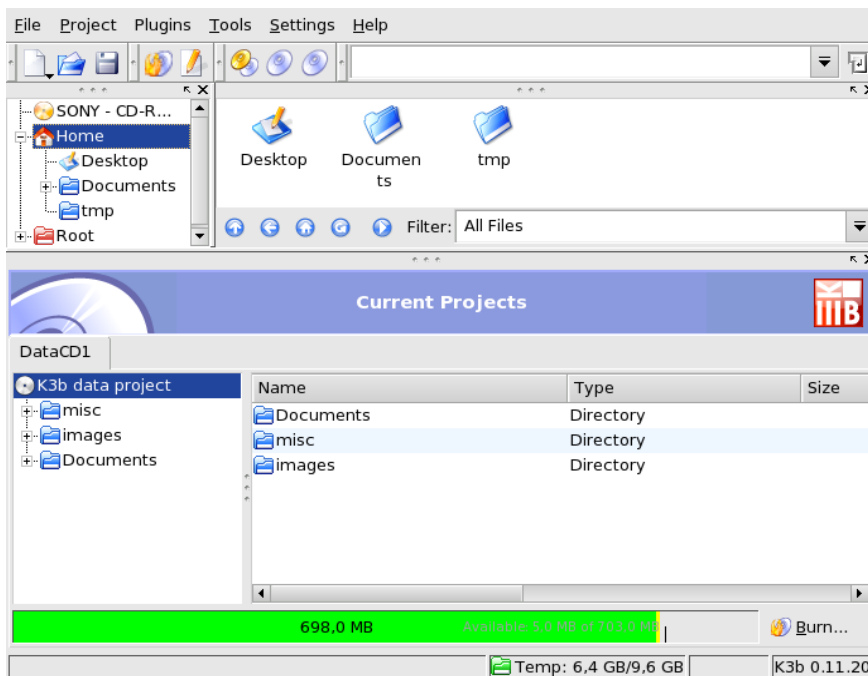 File Project Plugins Tools Settings Help
SONY - CD-R...
Home
Desktop
Documents
tmp
Root
Desktop
Documen
ts
tmp
Filter: All Files
Current Projects
K3B
DataCD1
K3b data project
misc
images
Documents
Name Type Size
Documents Directory
misc Directory
images Directory
698,0 MB Available: 5,0 MB of 703,0 MB
Burn...
Temp: 6,4 GB/9,6 GB K3b 0.11.20